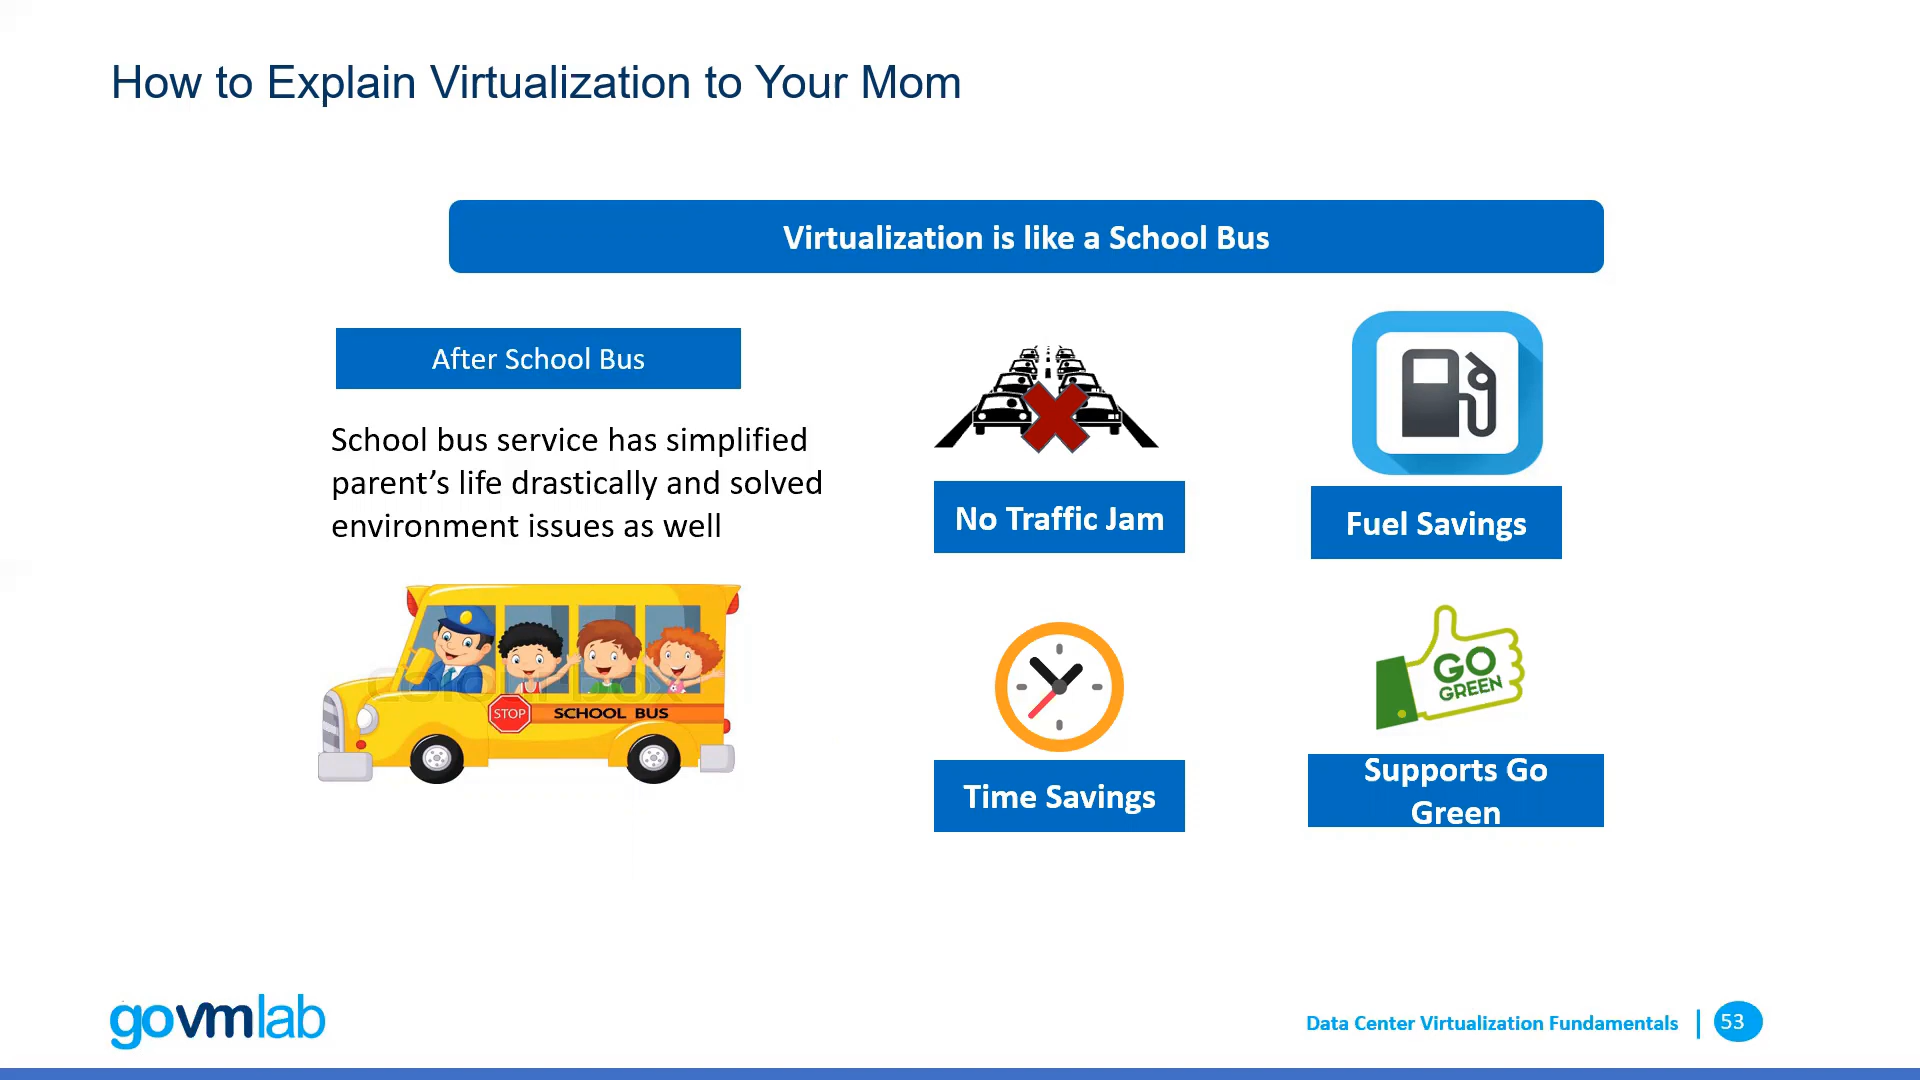 How to Explain Virtualization to Your Mom
Virtualization is like a School Bus
After School Bus
School bus service has simplified
parent's life drastically and solved
environment issues as well
STOP
SCHOOL BUS
No Traffic Jam
Fuel Savings
Time Savings
GO
GREEN
Supports Go
Green
govmlab
Data Center Virtualization Fundamentals
53